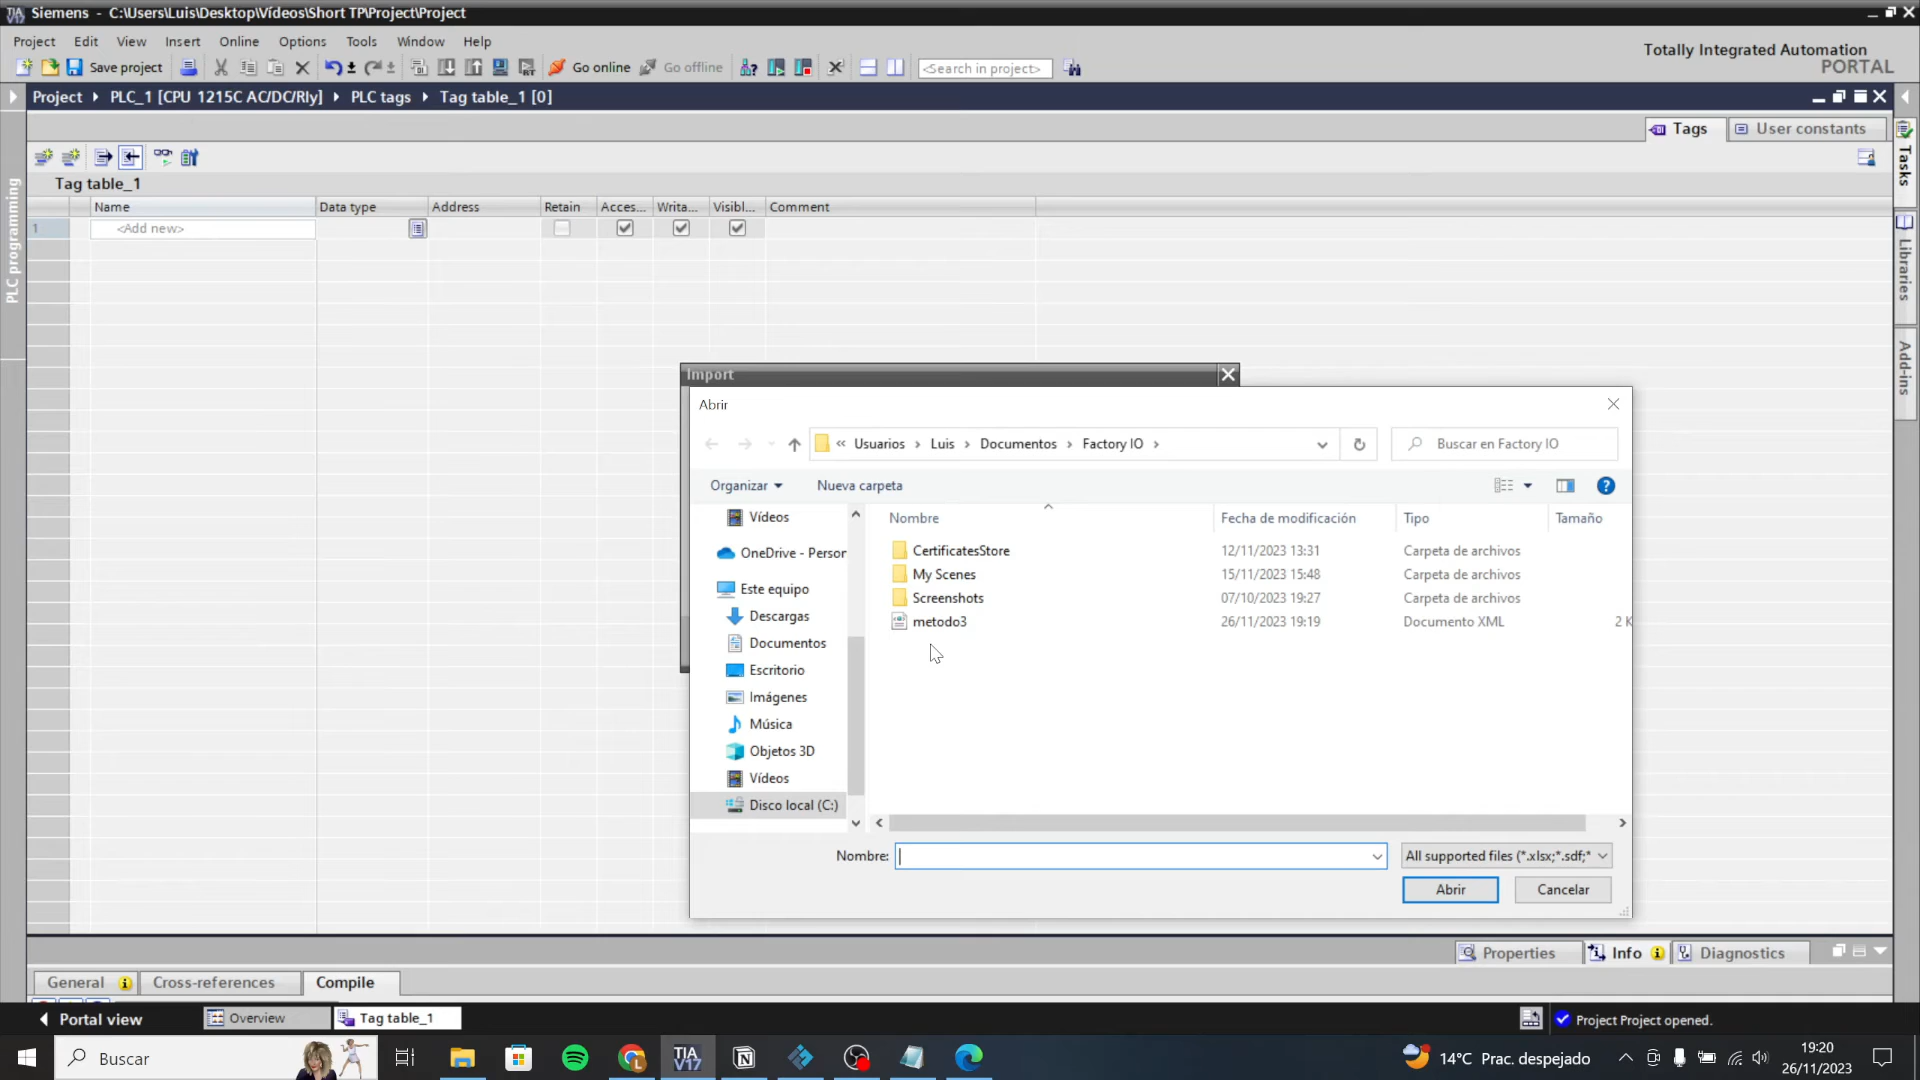 Siemens - C:\Users\Luis\Desktop\Vídeos\Short TP\Project\Project
Project Edit View Insert Online Options Tools Window Help
Totally Integrated Automation
PORTAL
Save project Go online Go offline <Search in project>
Project PLC_1 [CPU 1215C AC/DC/Rly] PLC tags Tag table_1 [0]
Tags User constants
Tag table_1
Name Data type Address Retain Acces... Writa... Visibl... Comment
1 <Add new>
PLC programming
Tasks
Libraries
Add-ins
Import
Abrir
« Usuarios Luis Documentos Factory IO
Buscar en Factory IO
Organizar Nueva carpeta
Nombre Fecha de modificación Tipo Tamaño
CertificatesStore 12/11/2023 13:31 Carpeta de archivos
My Scenes 15/11/2023 15:48 Carpeta de archivos
Screenshots 07/10/2023 19:27 Carpeta de archivos
metodo3 26/11/2023 19:19 Documento XML 2 K
Vídeos
OneDrive - Person
Este equipo
Descargas
Documentos
Escritorio
Imágenes
Música
Objetos 3D
Vídeos
Disco local (C:)
Nombre: All supported files (*.xlsx;*.sdf;*
Abrir Cancelar
Properties Info Diagnostics
General Cross-references Compile
Portal view Overview Tag table_1 Project Project opened.
Buscar
TIA
V17
14°C Prac. despejado
19:20
26/11/2023